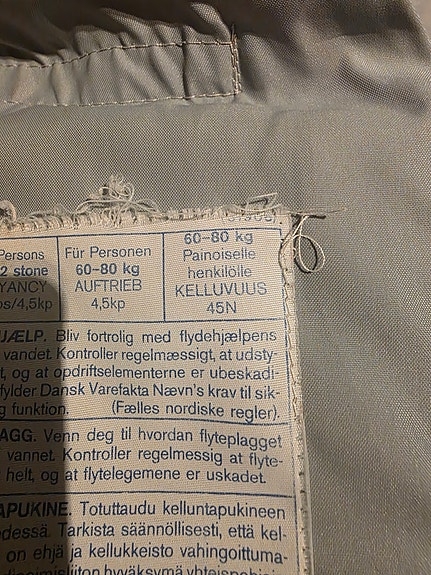 Persons
2 stone
YANCY
os/4,5kp
Für Personen
60-80 kg
AUFTRIEB
4,5kp
60-80 kg
Painoiselle
henkilölle
KELLUVUUS
45N
HJÆLP. Bliv fortrolig med flydehjælpens
vandet. Kontroller regelmæssigt, at udsty-
t, og at opdriftselementerne er ubeskadi-
fylder Dansk Varefakta Nævn's krav til sik-
g funktion. (Fælles nordiske regler).
AGG. Venn deg til hvordan flyteplagget
vannet. Kontroller regelmessig at flyte-
helt, og at flytelegemene er uskadet.
APUKINE. Totuttaudu kelluntapukineen
dessä. Tarkista säännöllisesti, että kel-
on ehjä ja kellukkeisto vahingoittuma-